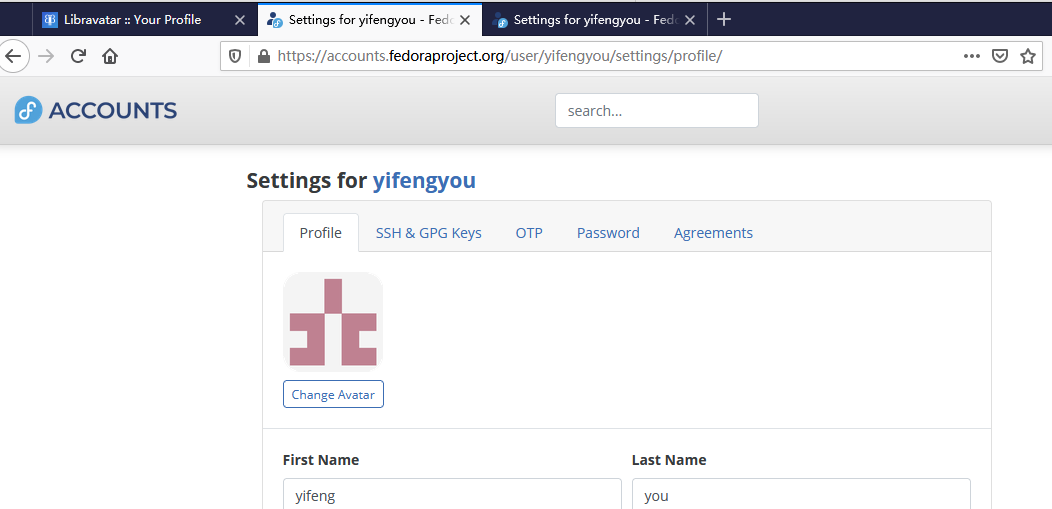 Libravatar :: Your Profile
Settings for yifengyou - Fedo
Settings for yifengyou - Fedo
https://accounts.fedoraproject.org/user/yifengyou/settings/profile/
ACCOUNTS
search...
Settings for yifengyou
Profile
SSH & GPG Keys
OTP
Password
Agreements
Change Avatar
First Name
Last Name
yifeng
you